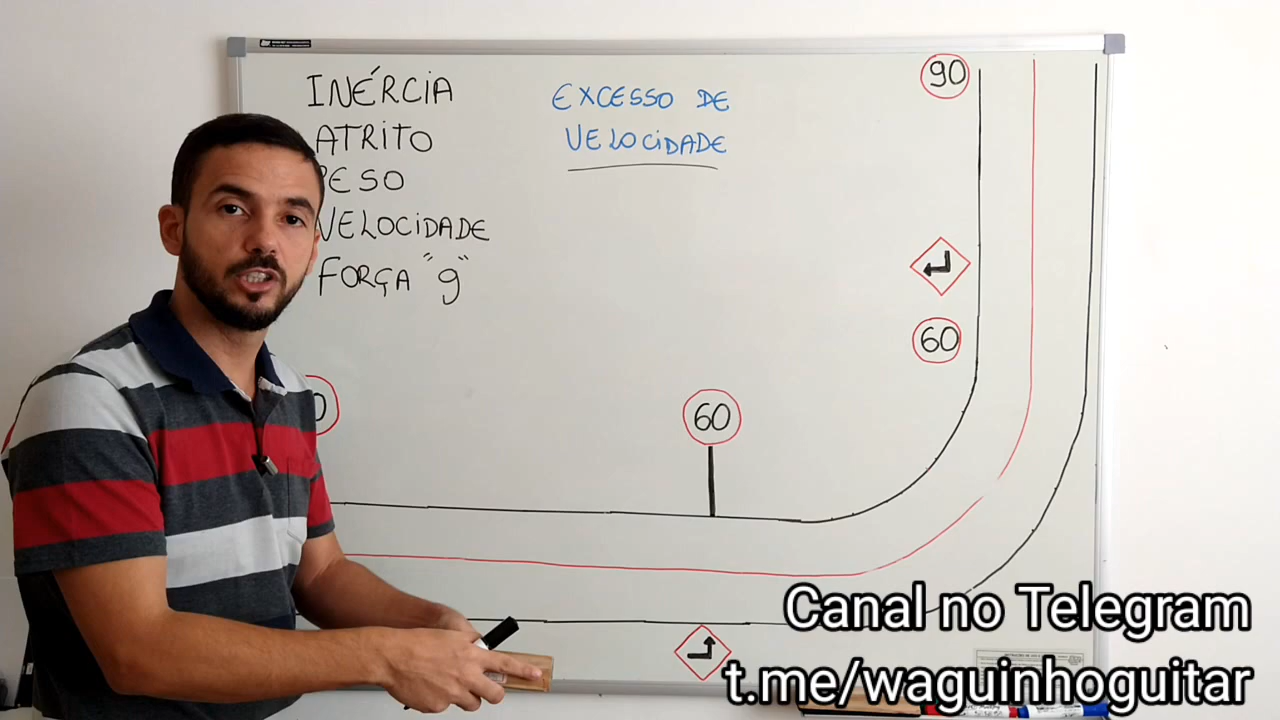 INÉRCIA
ATRITO
PESO
VELOCIDADE
FORÇA "g"
EXCESSO DE
VELOCIDADE
90
60
60
Canal no Telegram
t.me/waguinhoguitar